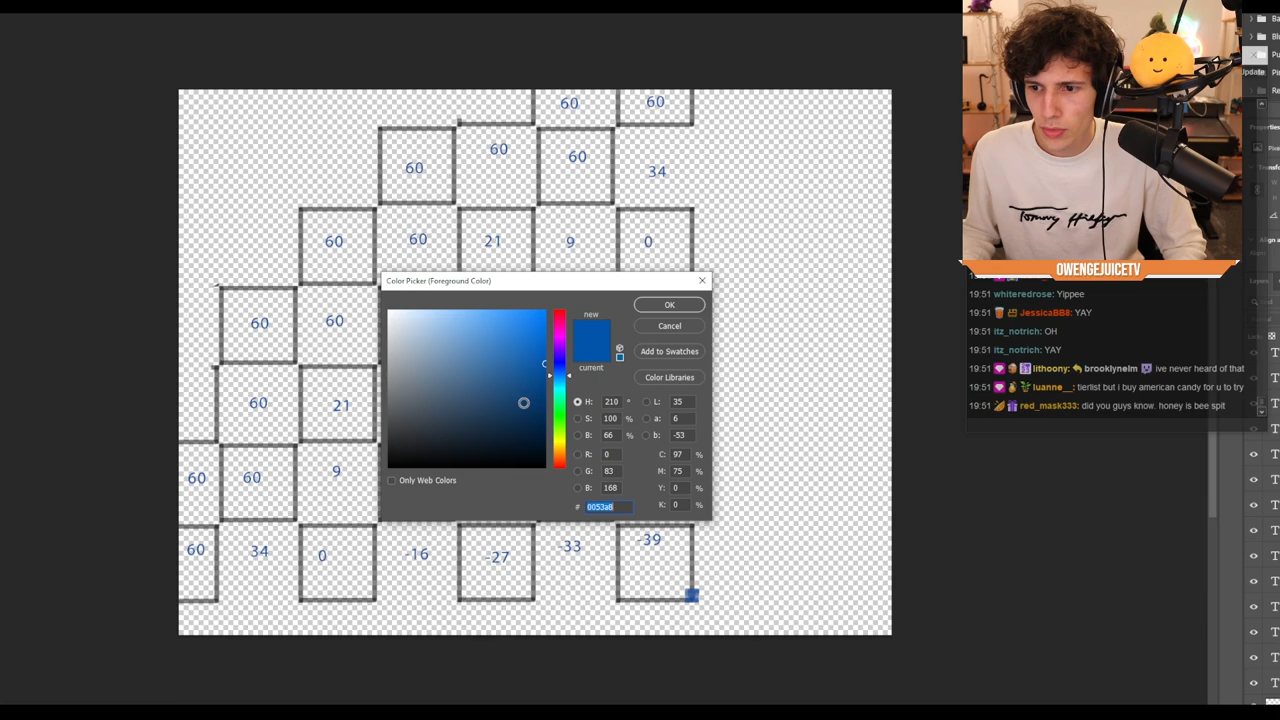 60 60
60 60 60 34
60 60 21 9 0
60 60
60 21
60 60 9
60 34 0 -16 -27 -33 -39
Color Picker (Foreground Color)
new
current
OK
Cancel
Add to Swatches
Color Libraries
H: 210 °
S: 100 %
B: 66 %
R: 0
G: 83
B: 168
# 0053a8
L: 35
a: 6
b: -53
C: 97 %
M: 75 %
Y: 0 %
K: 0 %
Only Web Colors
Tommy Hilfiger
OWENGEJUICETV
19:51 whiteredrose: Yippee
19:51 JessicaBB8: YAY
19:51 itz_notrich: OH
19:51 itz_notrich: YAY
19:51 lithoony: brooklynelm ive never heard of that
19:51 luanne__: tierlist but i buy american candy for u to try
19:51 red_mask333: did you guys know. honey is bee spit
Update